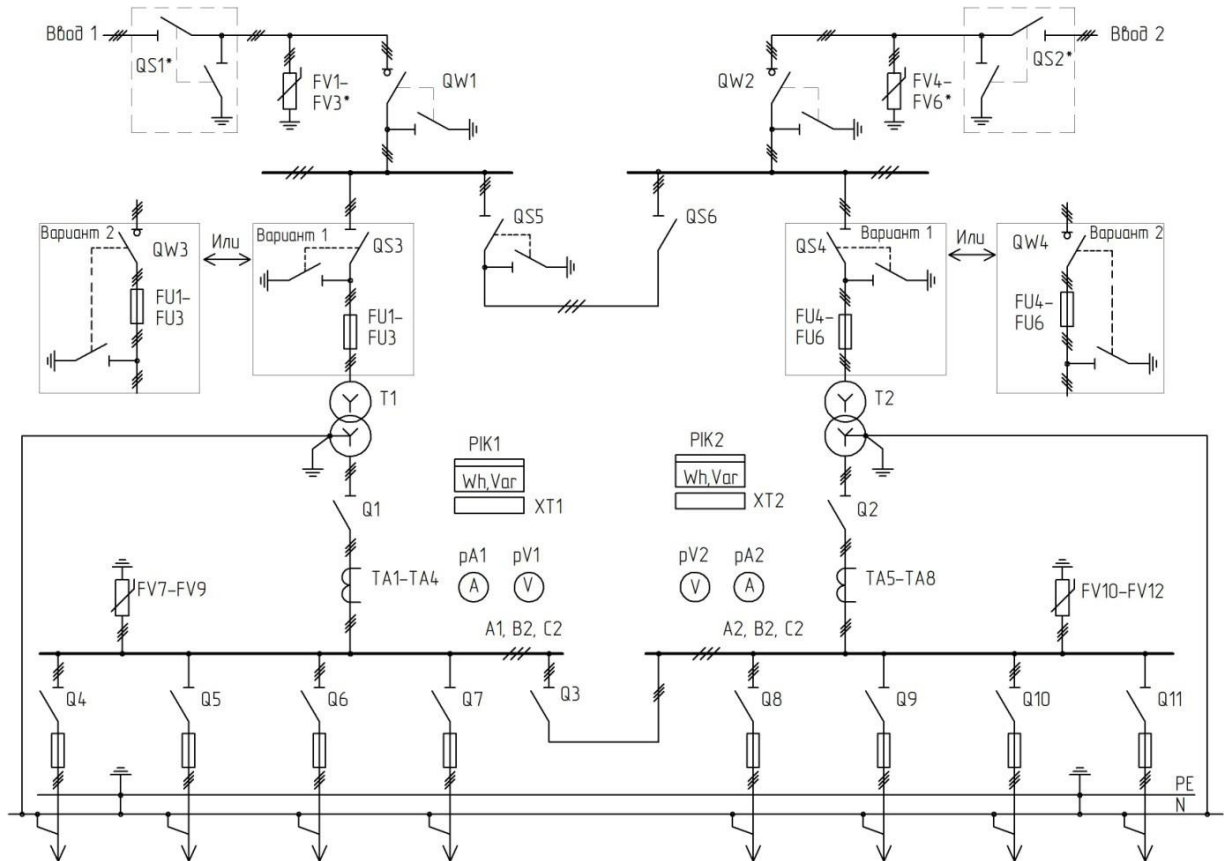 Ввод 1
QS1*
FV1-
FV3*
QW1
QW2
FV4-
FV6*
QS2*
Ввод 2
Вариант 2
QW3
FU1-
FU3
Или
Вариант 1
QS3
FU1-
FU3
QS5
QS6
QS4
Вариант 1
FU4-
FU6
Или
QW4
Вариант 2
FU4-
FU6
T1
T2
PIK1
Wh,Var
XT1
PIK2
Wh,Var
XT2
Q1
Q2
FV7-FV9
TA1-TA4
pA1
A
pV1
V
pV2
V
pA2
A
TA5-TA8
FV10-FV12
A1, B2, C2
A2, B2, C2
Q4
Q5
Q6
Q7
Q3
Q8
Q9
Q10
Q11
PE
N